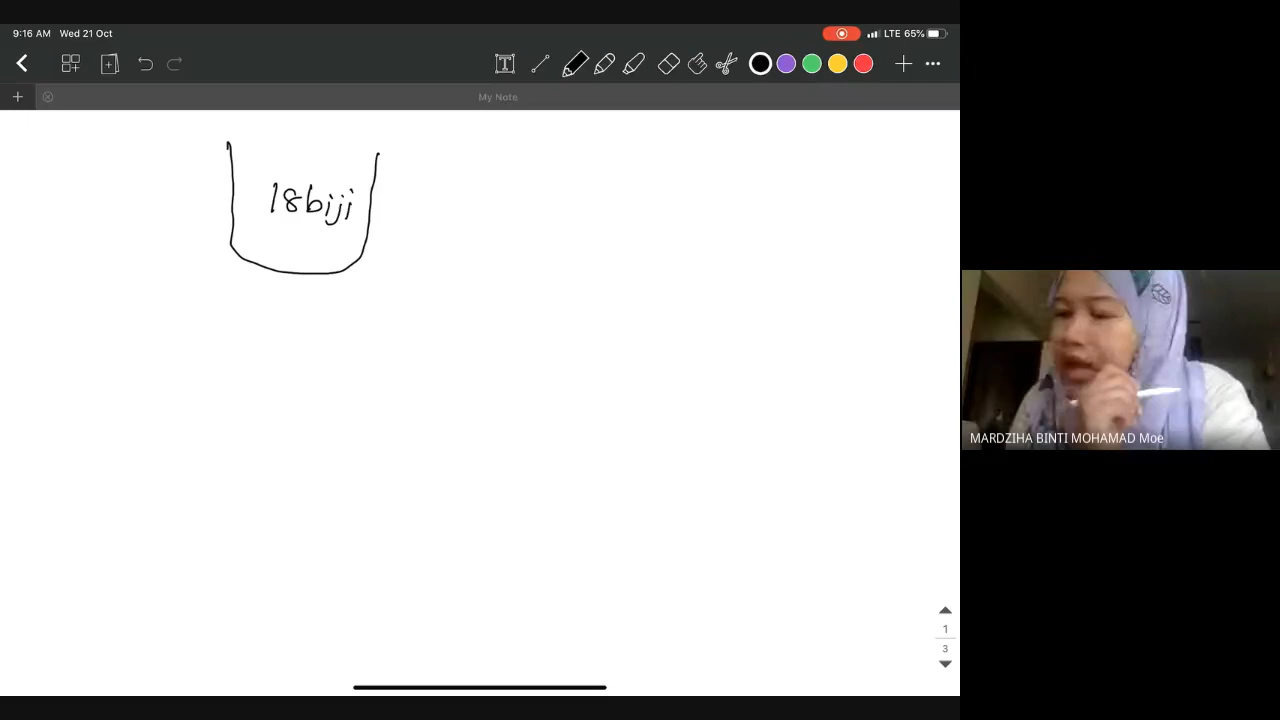 9:16 AM Wed 21 Oct
LTE 65%
T
My Note
18biji
MARDZIHA BINTI MOHAMAD Moe
1
3